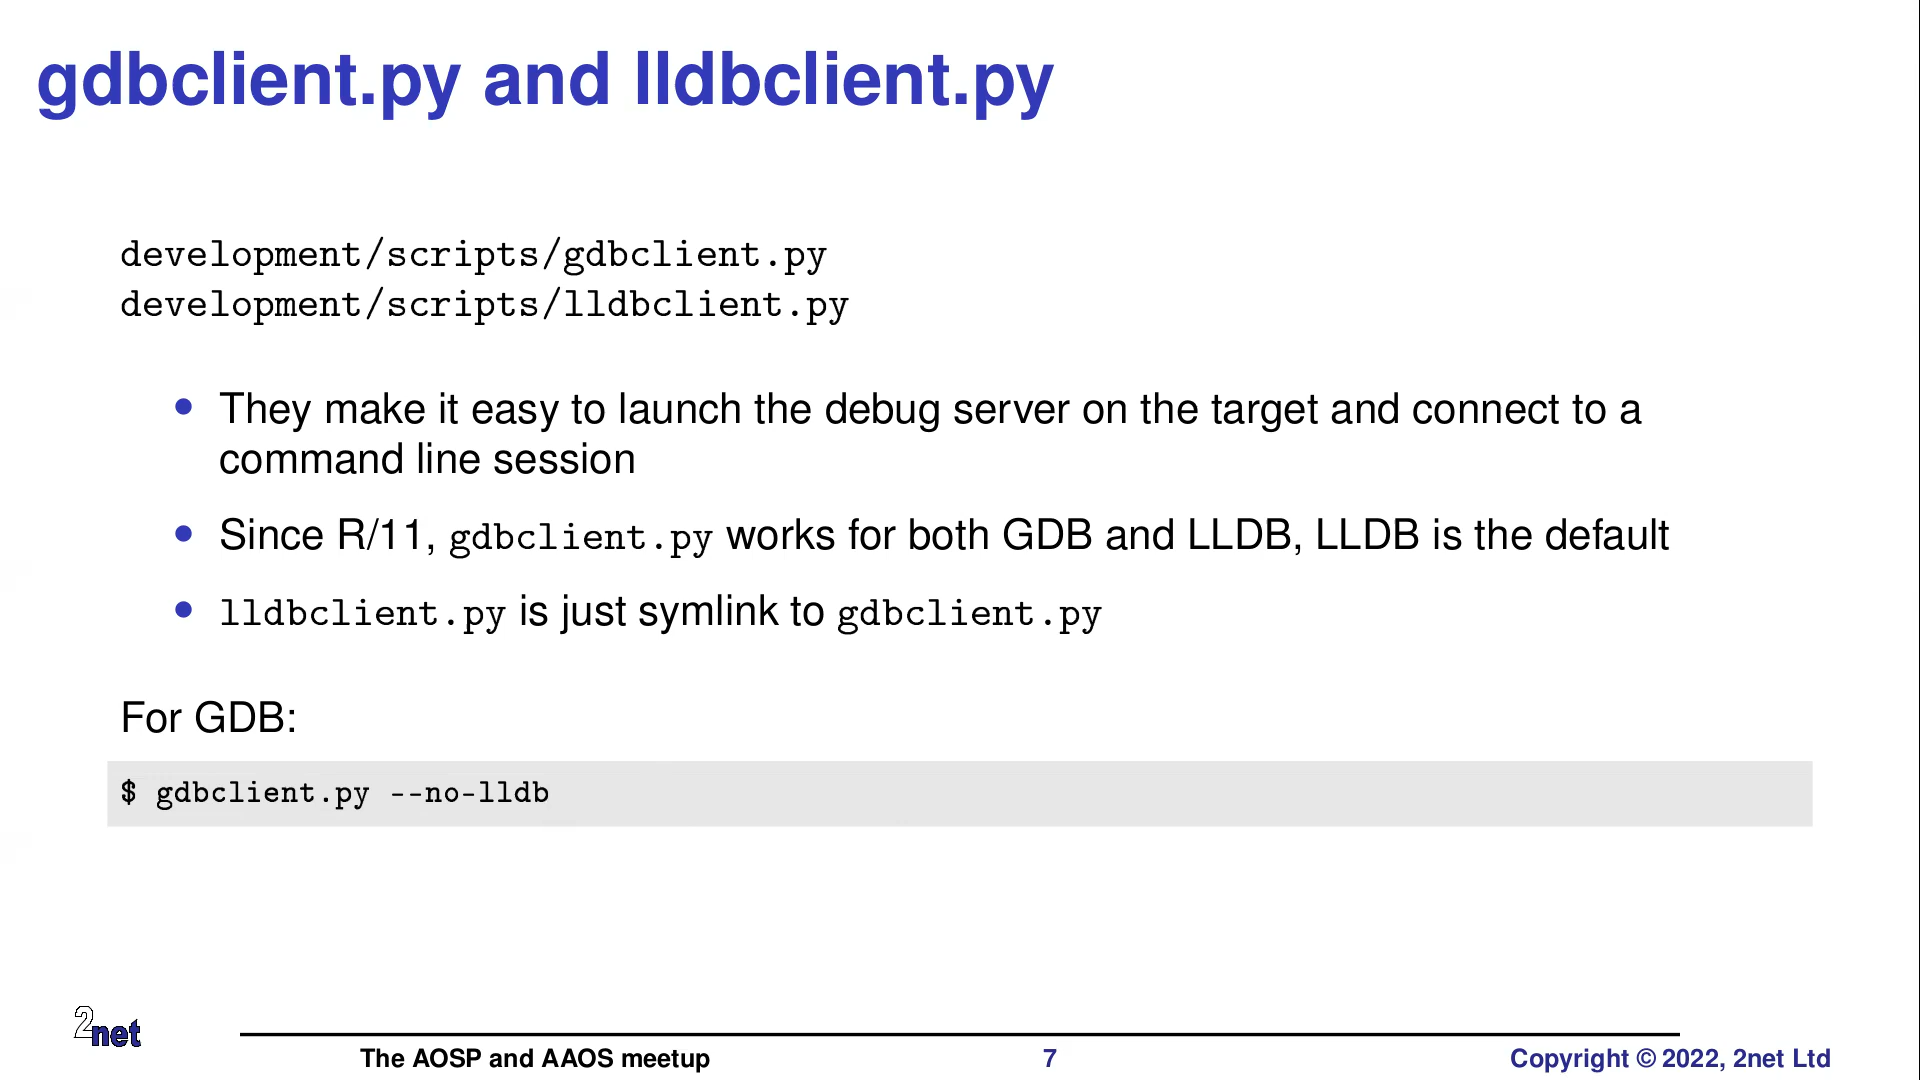 gdbclient.py and lldbclient.py
development/scripts/gdbclient.py
development/scripts/lldbclient.py
• They make it easy to launch the debug server on the target and connect to a
command line session
• Since R/11, gdbclient.py works for both GDB and LLDB, LLDB is the default
• lldbclient.py is just symlink to gdbclient.py
For GDB:
$ gdbclient.py --no-lldb
2net
The AOSP and AAOS meetup 7 Copyright © 2022, 2net Ltd